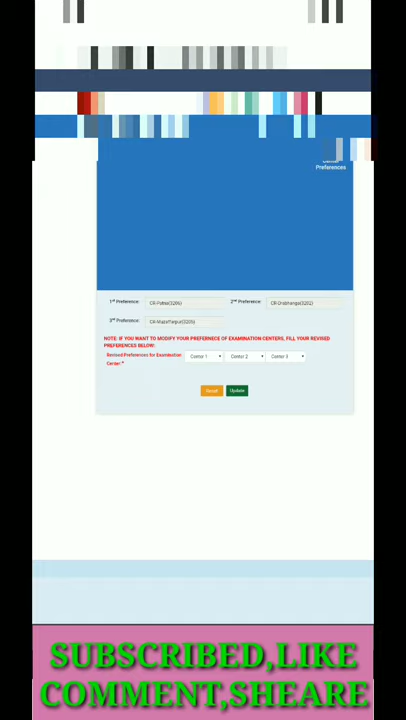 Preferences
1st Preference:
CR-Patna(3206)
2nd Preference:
CR-Drabhanga(3202)
3rd Preference:
CR-Muzaffarpur(3205)
NOTE: IF YOU WANT TO MODIFY YOUR PREFERNECE OF EXAMINATION CENTERS, FILL YOUR REVISED
PREFERENCES BELOW:
Revised Preferences for Examination
Center:*
Center 1
Center 2
Center 3
Reset
Update
SUBSCRIBED,LIKE
COMMENT,SHEARE